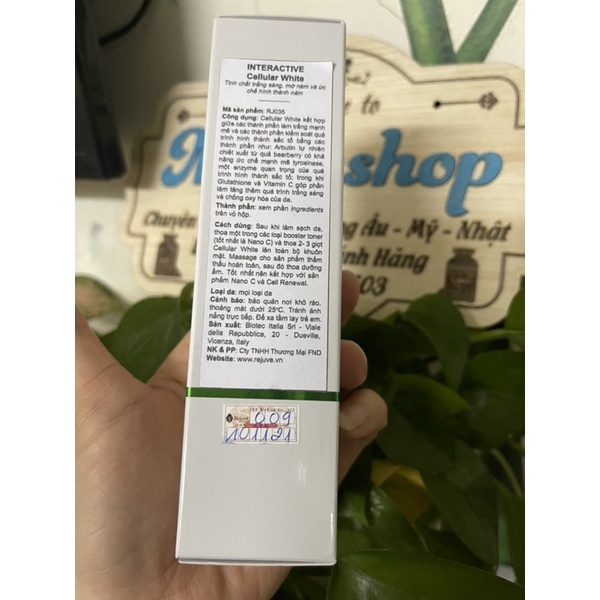 INTERACTIVE
Cellular White
Tinh chất trắng sáng, mờ nám và ức
chế hình thành nám
Mã sản phẩm: RJ035
Công dụng: Cellular White kết hợp
giữa các thành phần làm trắng mạnh
mẽ và các thành phần kiểm soát quá
trình hình thành sắc tố bằng các
thành phần như: Arbutin tự nhiên
chiết xuất từ quả bearberry có khả
năng ức chế mạnh mẽ tyrosinase,
một enzyme quan trọng của quá
trình hình thành sắc tố; trong khi
Glutathione và Vitamin C góp phần
làm tăng thêm quá trình trắng sáng
và chống oxy hóa của da.
Thành phần: xem phần ingredients
trên vỏ hộp.
Cách dùng: Sau khi làm sạch da,
thoa một trong các loại booster toner
(tốt nhất là Nano C) và thoa 2- 3 giọt
Cellular White lên toàn bộ khuôn
mặt. Massage cho sản phẩm thẩm
thấu hoàn toàn, sau đó thoa dưỡng
ẩm. Tốt nhất nên kết hợp với sản
phẩm Nano C và Cell Renewal.
Loại da: mọi loại da
Cảnh báo: bảo quản nơi khô ráo,
thoáng mát dưới 25ºC. Tránh ánh
nắng trực tiếp. Để xa tầm tay trẻ em.
Sản xuất: Biotec Italia Srl - Viale
della Repubblica, 20 - Dueville,
Vicenza, Italy
NK & PP: Cty TNHH Thương Mại FND
Website: www.rejuve.vn
Rejuve
009
101121
to
shop
Chuyên
Âu - Mỹ - Nhật
ính Hãng
03